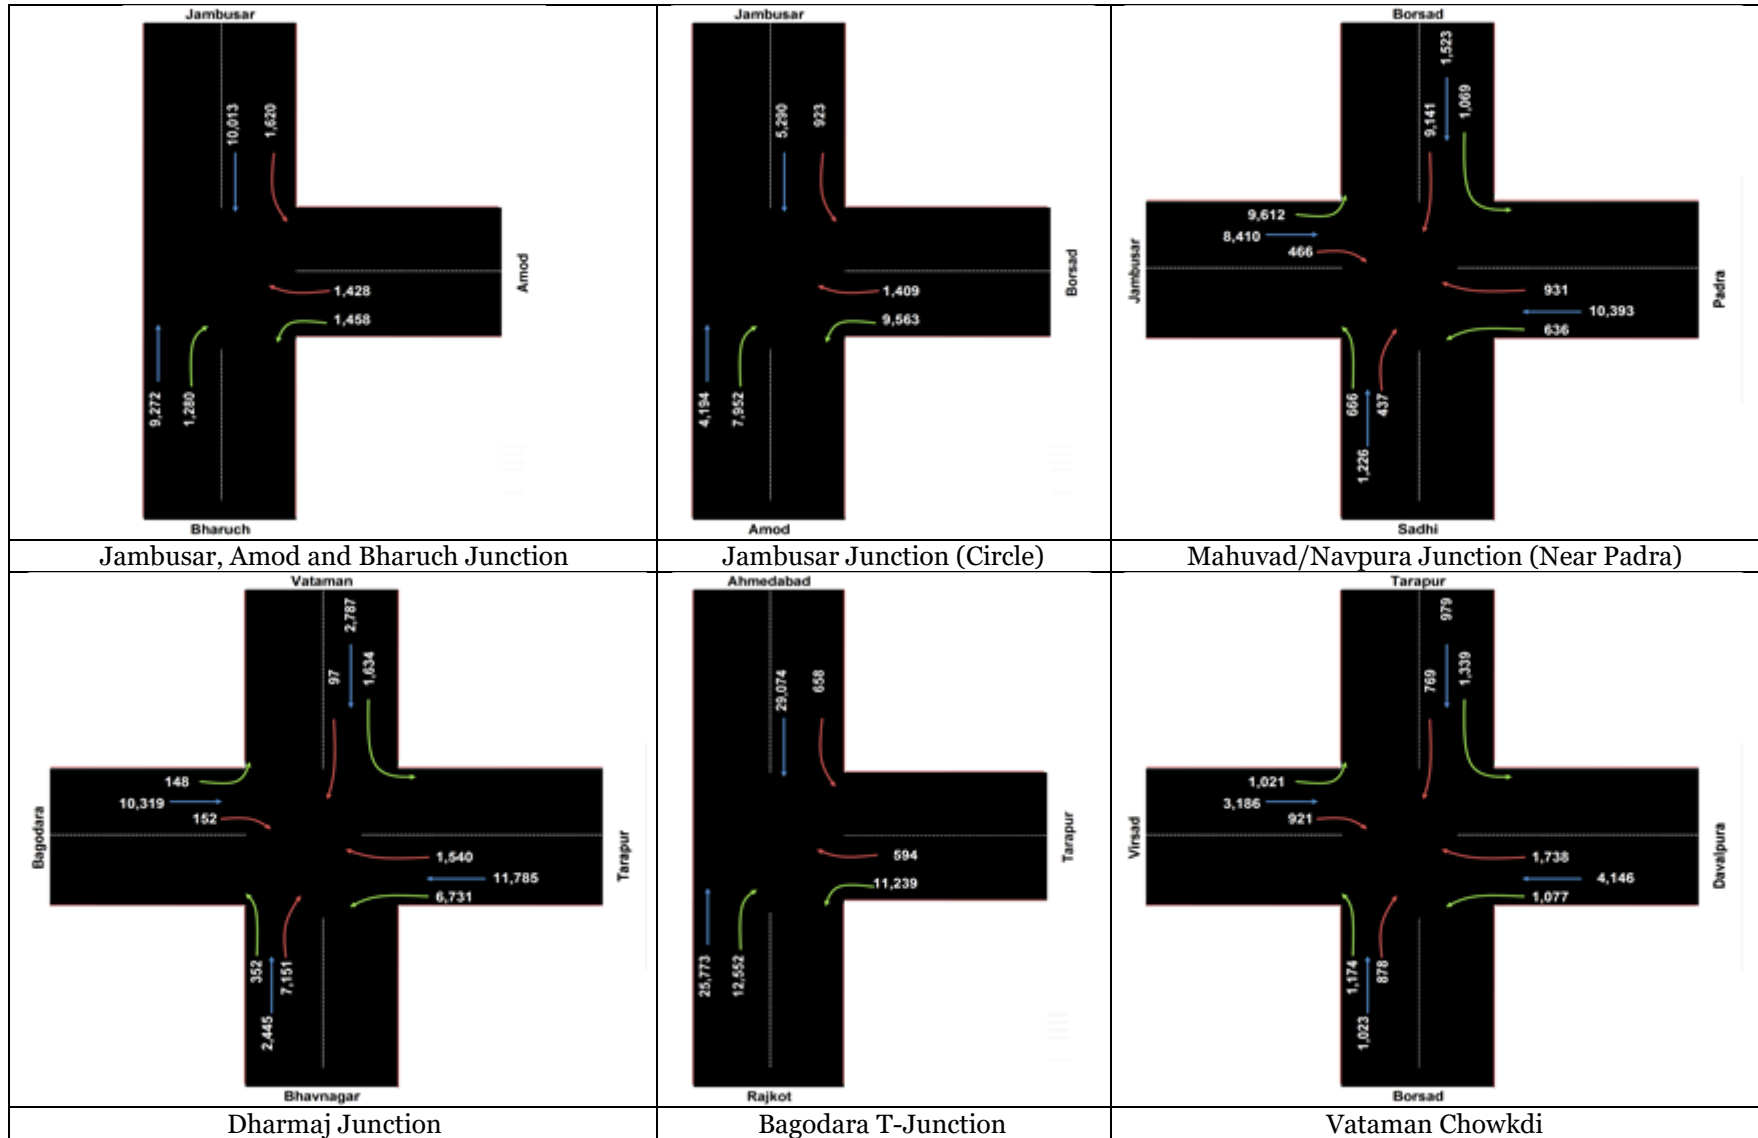 Jambusar
10,013
1,620
Amod
1,428
1,458
9,272
1,280
Bharuch
Jambusar, Amod and Bharuch Junction
Jambusar
5,290
923
Borsad
1,409
9,563
4,194
7,952
Amod
Jambusar Junction (Circle)
Borsad
1,523
9,141
1,069
9,612
8,410
466
Jambusar
Padra
931
10,393
636
666
437
1,226
Sadhi
Mahuvad/Navpura Junction (Near Padra)
Vataman
2,787
97
1,634
148
10,319
152
Bagodara
Tarapur
1,540
11,785
6,731
352
7,151
2,445
Bhavnagar
Dharmaj Junction
Ahmedabad
29,074
658
Tarapur
594
11,239
25,773
12,552
Rajkot
Bagodara T-Junction
Tarapur
979
769
1,339
1,021
3,186
921
Virsad
Davalpura
1,738
4,146
1,077
1,174
878
1,023
Borsad
Vataman Chowkdi